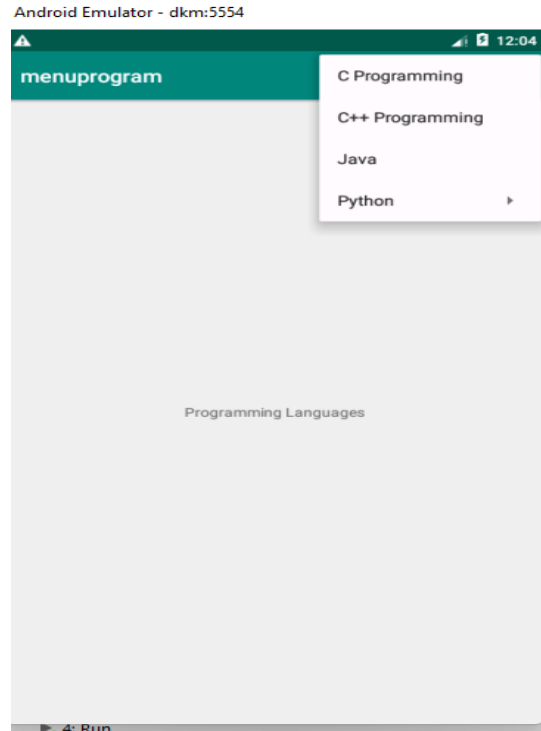 Android Emulator - dkm:5554
12:04
menuprogram
C Programming
C++ Programming
Java
Python
Programming Languages
4: Run